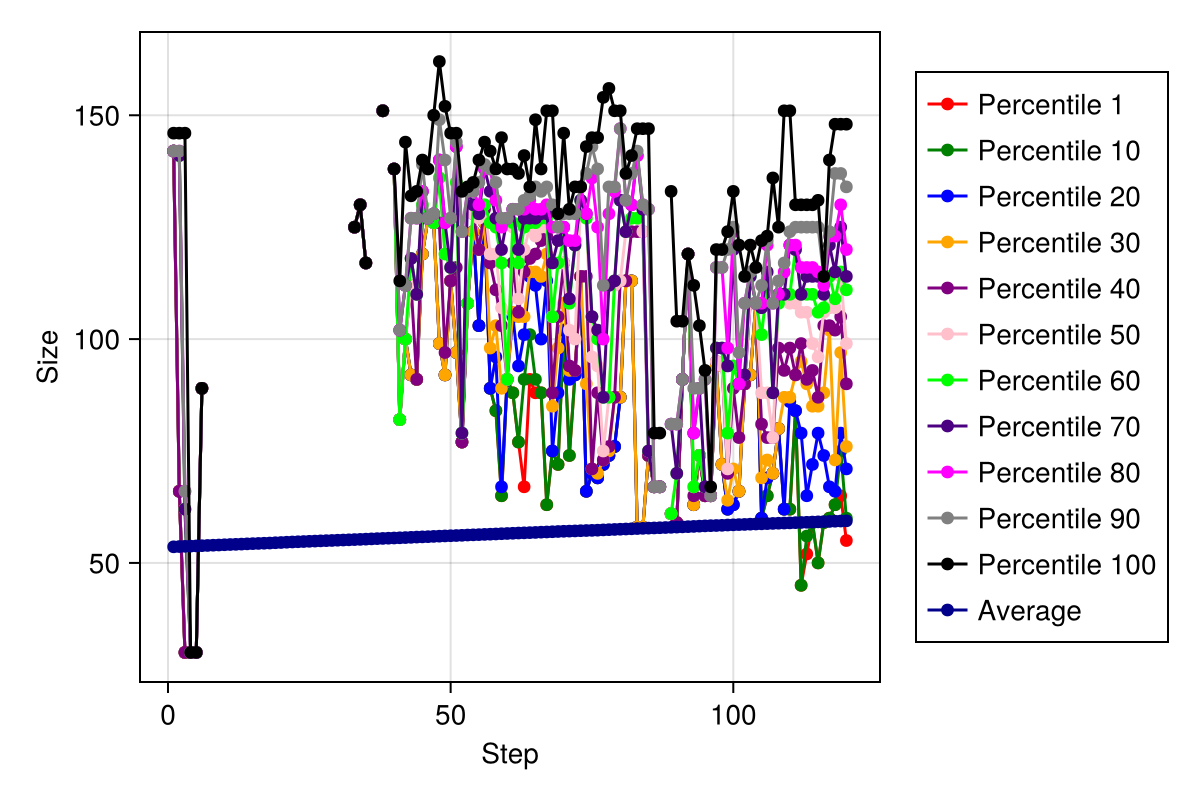 150
100
50
Size
0
50
100
Step
Percentile 1
Percentile 10
Percentile 20
Percentile 30
Percentile 40
Percentile 50
Percentile 60
Percentile 70
Percentile 80
Percentile 90
Percentile 100
Average